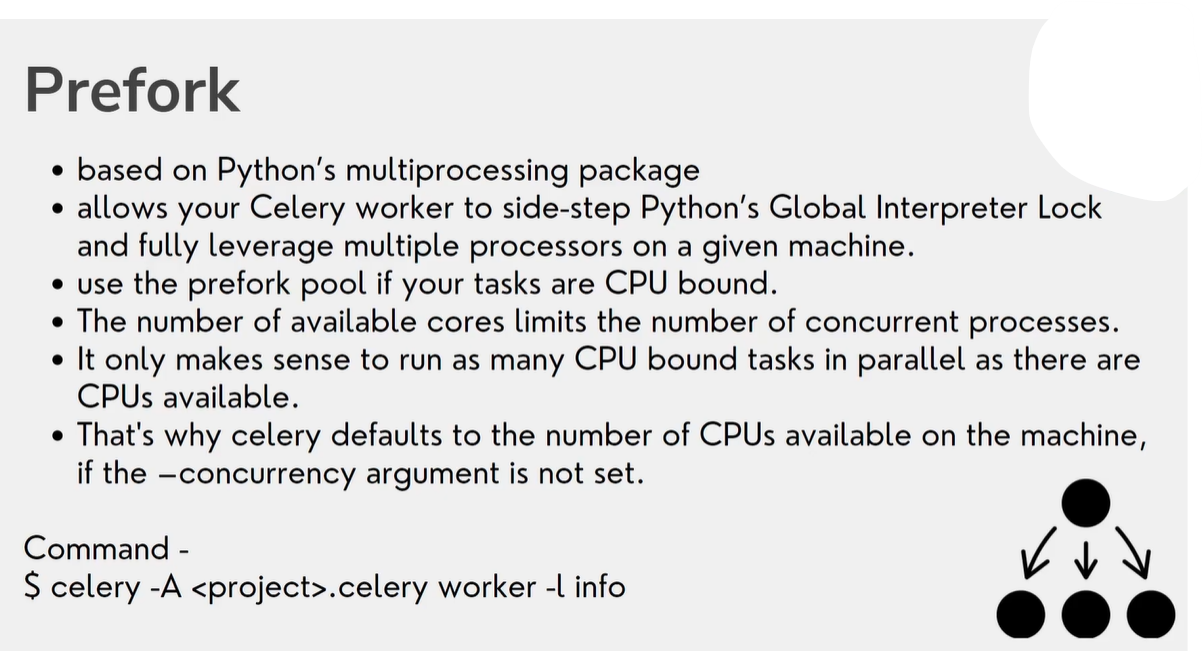 Prefork
• based on Python's multiprocessing package
• allows your Celery worker to side-step Python's Global Interpreter Lock
and fully leverage multiple processors on a given machine.
• use the prefork pool if your tasks are CPU bound.
• The number of available cores limits the number of concurrent processes.
• It only makes sense to run as many CPU bound tasks in parallel as there are
CPUs available.
• That's why celery defaults to the number of CPUs available on the machine,
if the –concurrency argument is not set.
Command -
$ celery -A <project>.celery worker -l info